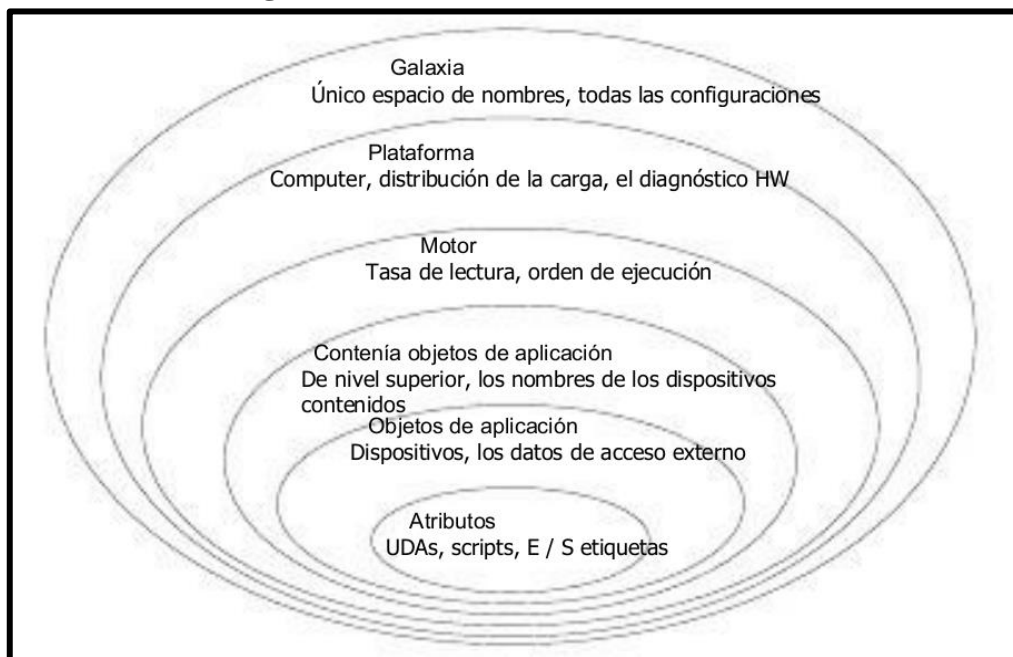 Galaxia
Único espacio de nombres, todas las configuraciones
Plataforma
Computer, distribución de la carga, el diagnóstico HW
Motor
Tasa de lectura, orden de ejecución
Contenía objetos de aplicación
De nivel superior, los nombres de los dispositivos
contenidos
Objetos de aplicación
Dispositivos, los datos de acceso externo
Atributos
UDAs, scripts, E / S etiquetas